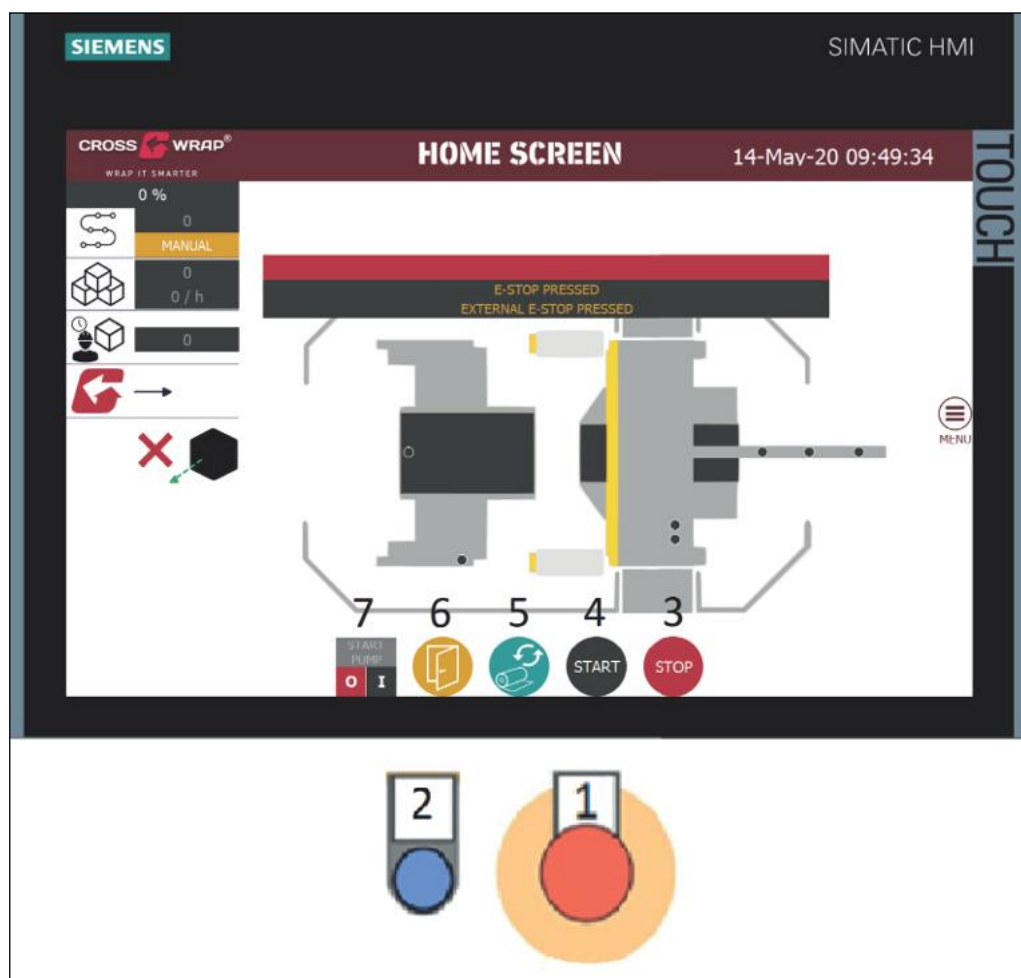 SIEMENS
SIMATIC HMI
TOUCH
CROSS WRAP®
WRAP IT SMARTER
HOME SCREEN
14-May-20 09:49:34
0 %
0
MANUAL
0
0 / h
0
E-STOP PRESSED
EXTERNAL E-STOP PRESSED
MENU
7 6 5 4 3
START
PUMP
O I
START
STOP
2
1